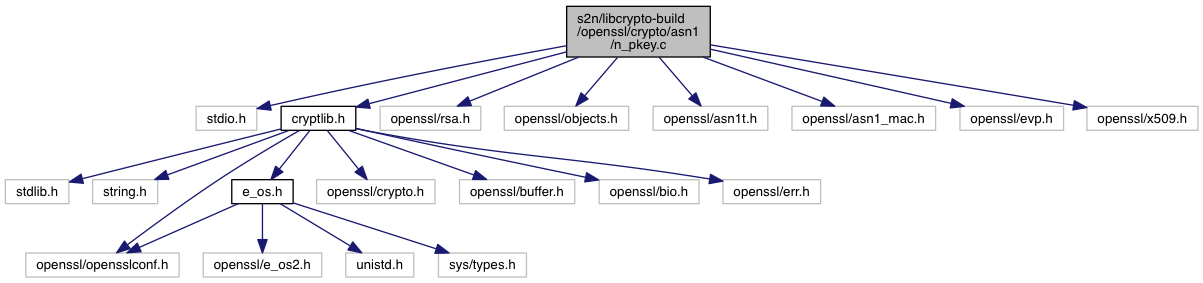 s2n/libcrypto-build
/openssl/crypto/asn1
/n_pkey.c
stdio.h
cryptlib.h
openssl/rsa.h
openssl/objects.h
openssl/asn1t.h
openssl/asn1_mac.h
openssl/evp.h
openssl/x509.h
stdlib.h
string.h
e_os.h
openssl/crypto.h
openssl/buffer.h
openssl/bio.h
openssl/err.h
openssl/opensslconf.h
openssl/e_os2.h
unistd.h
sys/types.h